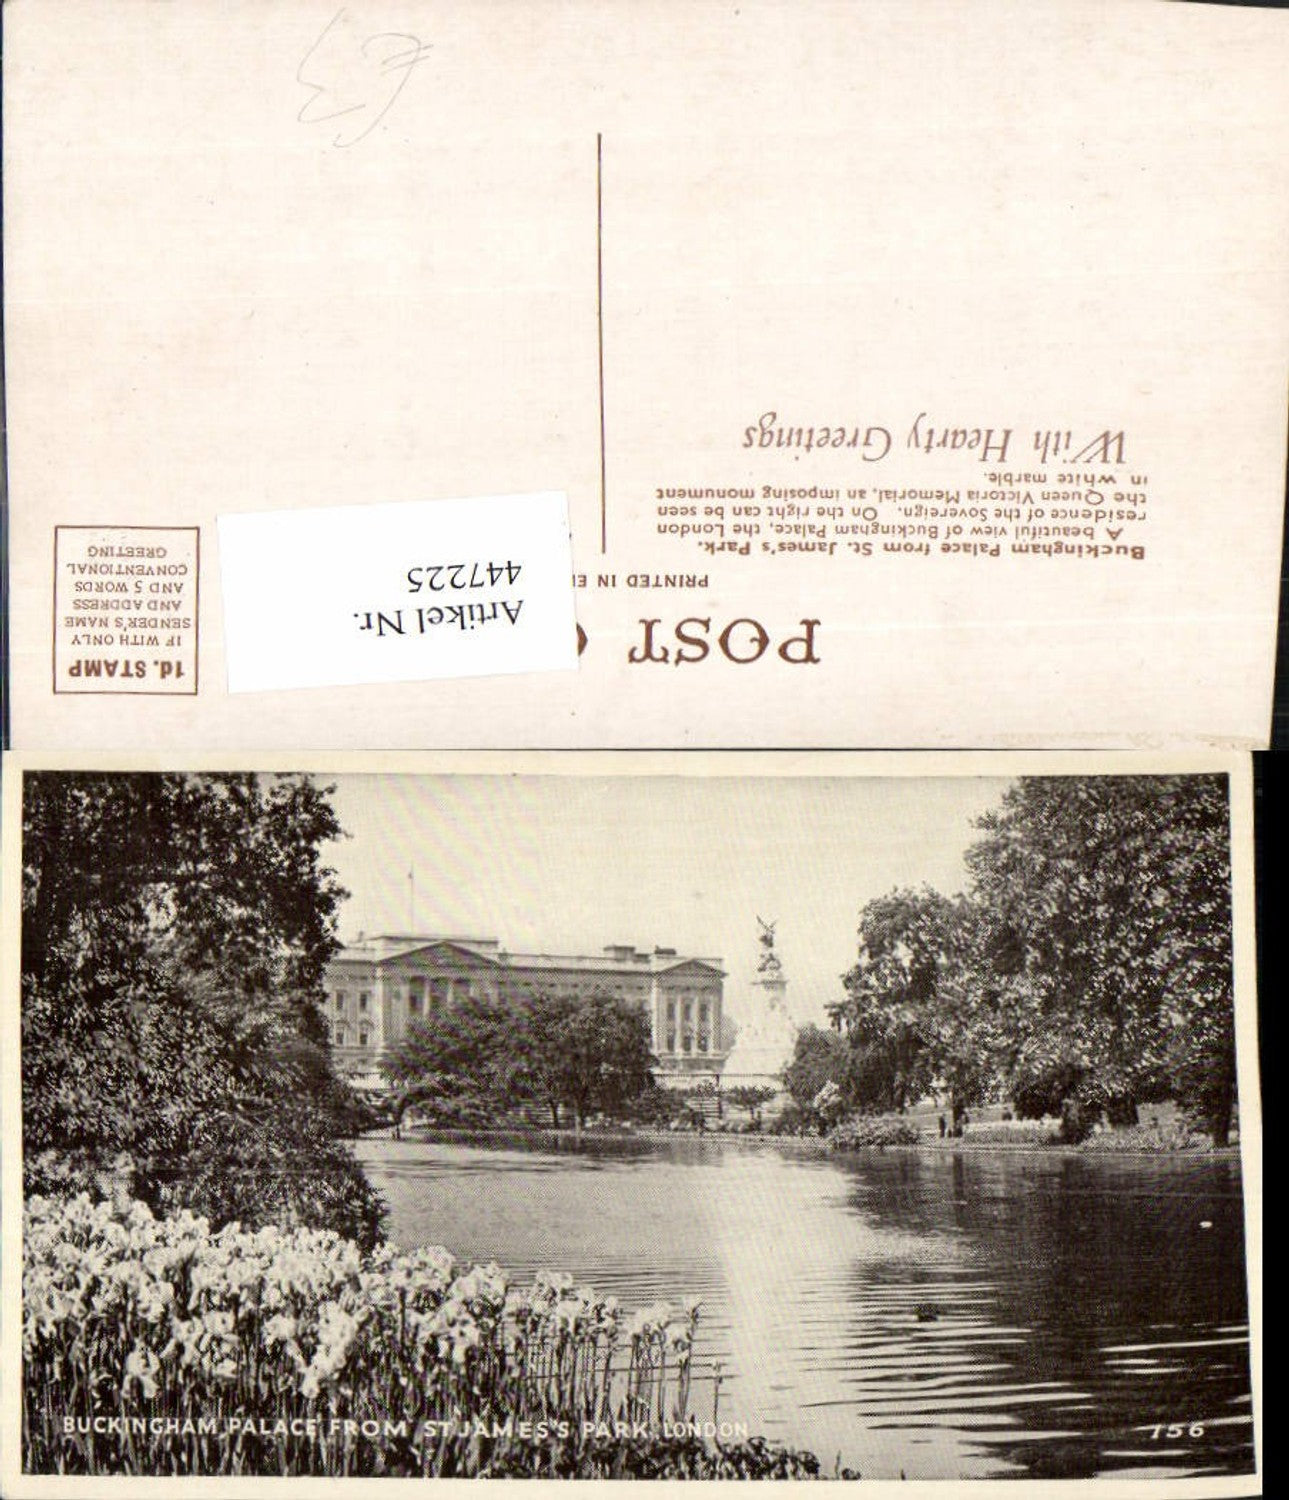 POST
PRINTED IN E
Buckingham Palace from St. James's Park.
A beautiful view of Buckingham Palace, the London
residence of the Sovereign. On the right can be seen
the Queen Victoria Memorial, an imposing monument
in white marble.
With Hearty Greetings
Artikel Nr.
447225
1d. STAMP
IF WITH ONLY
SENDER'S NAME
AND ADDRESS
AND 5 WORDS
CONVENTIONAL
GREETING
BUCKINGHAM PALACE FROM ST JAMES'S PARK, LONDON
756